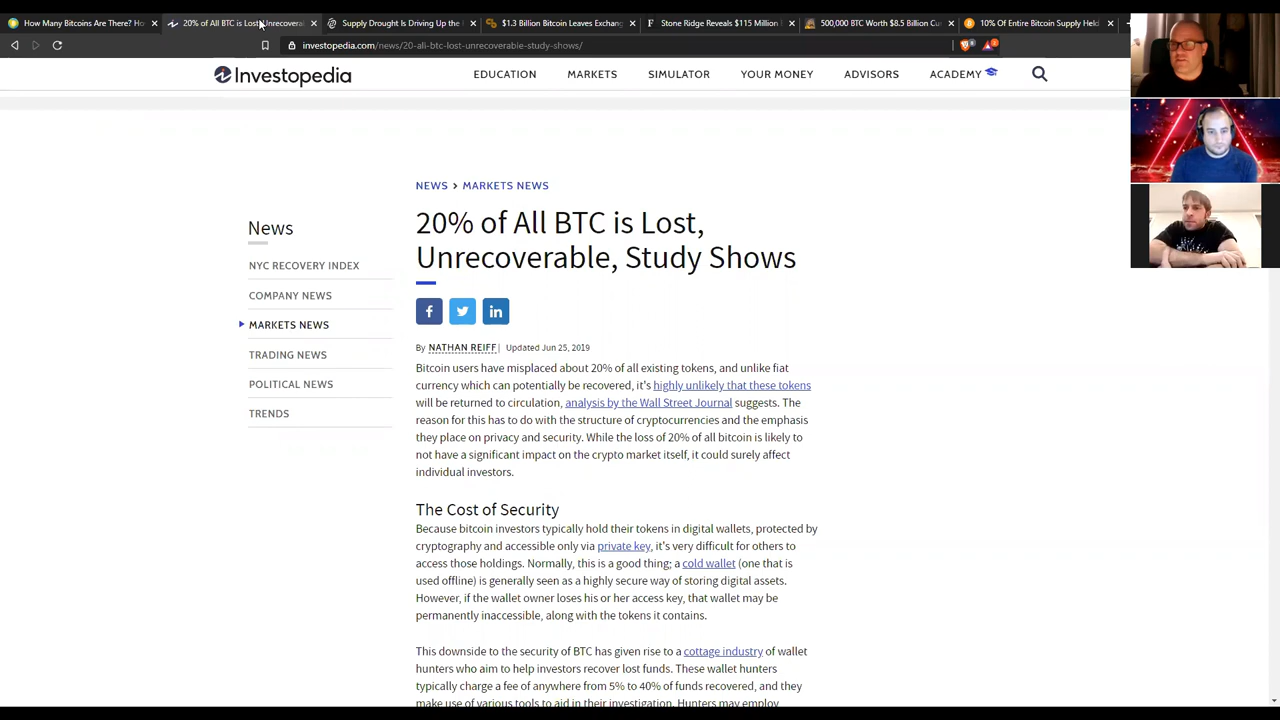 How Many Bitcoins Are There? Ho
20% of All BTC is Lost, Unrecovera
Supply Drought Is Driving Up the
$1.3 Billion Bitcoin Leaves Exchan
Stone Ridge Reveals $115 Million
500,000 BTC Worth $8.5 Billion Cu
10% Of Entire Bitcoin Supply Held
investopedia.com/news/20-all-btc-lost-unrecoverable-study-shows/
Investopedia
EDUCATION
MARKETS
SIMULATOR
YOUR MONEY
ADVISORS
ACADEMY
NEWS > MARKETS NEWS
News
NYC RECOVERY INDEX
COMPANY NEWS
MARKETS NEWS
TRADING NEWS
POLITICAL NEWS
TRENDS
20% of All BTC is Lost,
Unrecoverable, Study Shows
By NATHAN REIFF | Updated Jun 25, 2019
Bitcoin users have misplaced about 20% of all existing tokens, and unlike fiat
currency which can potentially be recovered, it's highly unlikely that these tokens
will be returned to circulation, analysis by the Wall Street Journal suggests. The
reason for this has to do with the structure of cryptocurrencies and the emphasis
they place on privacy and security. While the loss of 20% of all bitcoin is likely to
not have a significant impact on the crypto market itself, it could surely affect
individual investors.
The Cost of Security
Because bitcoin investors typically hold their tokens in digital wallets, protected by
cryptography and accessible only via private key, it's very difficult for others to
access those holdings. Normally, this is a good thing; a cold wallet (one that is
used offline) is generally seen as a highly secure way of storing digital assets.
However, if the wallet owner loses his or her access key, that wallet may be
permanently inaccessible, along with the tokens it contains.
This downside to the security of BTC has given rise to a cottage industry of wallet
hunters who aim to help investors recover lost funds. These wallet hunters
typically charge a fee of anywhere from 5% to 40% of funds recovered, and they
make use of various tools to aid in their investigation. Hunters may employ